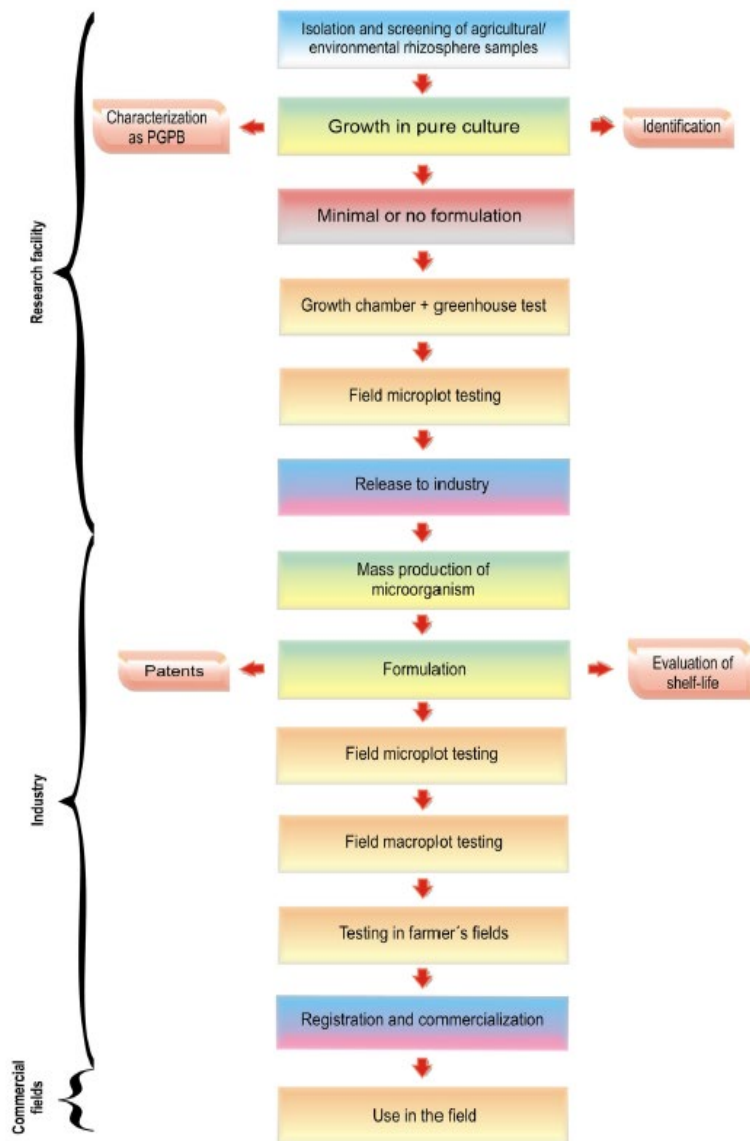 Isolation and screening of agricultural/
environmental rhizosphere samples
Characterization
as PGPB
Growth in pure culture
Identification
Minimal or no formulation
Research facility
Growth chamber + greenhouse test
Field microplot testing
Release to industry
Mass production of
microorganism
Patents
Formulation
Evaluation of
shelf-life
Field microplot testing
Industry
Field macroplot testing
Testing in farmer´s fields
Registration and commercialization
Commercial
fields
Use in the field